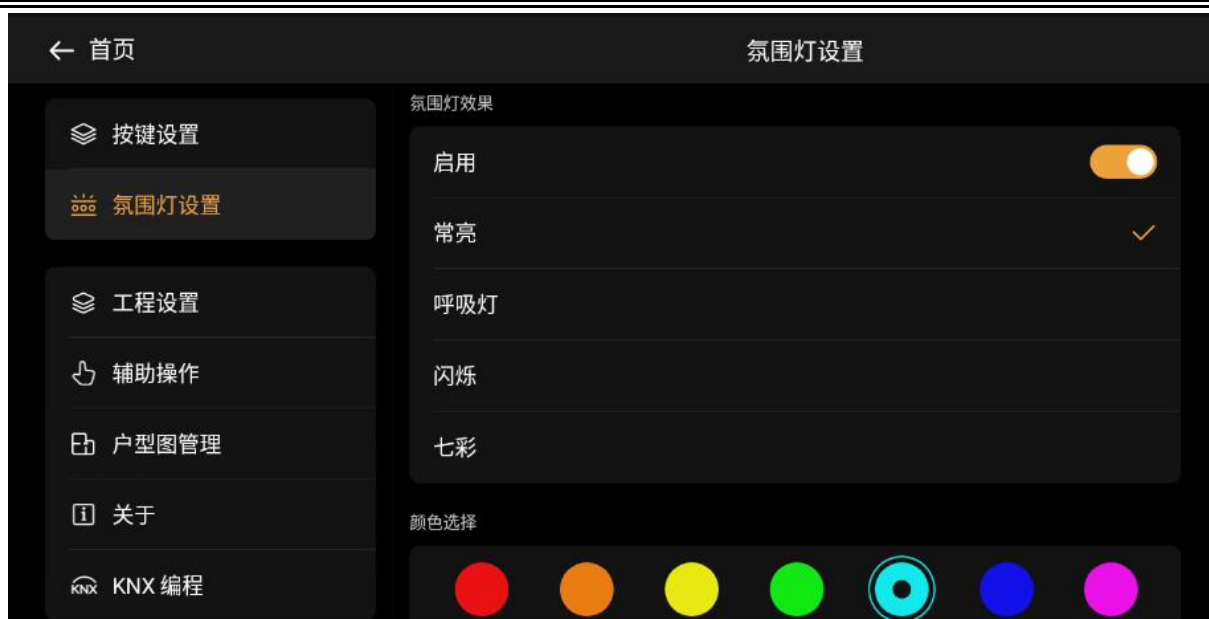 首页
氛围灯设置
按键设置
氛围灯设置
工程设置
辅助操作
户型图管理
关于
KNX KNX 编程
氛围灯效果
启用
常亮
呼吸灯
闪烁
七彩
颜色选择